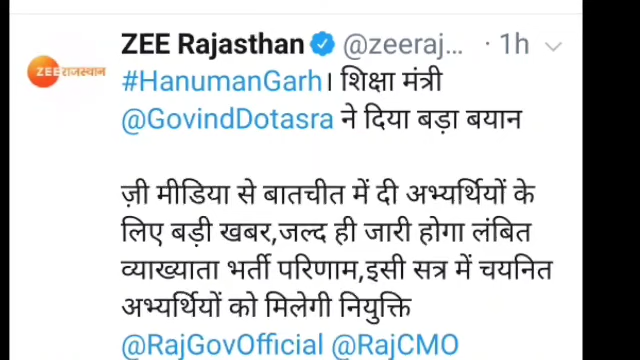 ZEE Rajasthan @zeeraj... · 1h
ZEE राजस्थान
#HanumanGarh। शिक्षा मंत्री
@GovindDotasra ने दिया बड़ा बयान
ज़ी मीडिया से बातचीत में दी अभ्यर्थियों के
लिए बड़ी खबर,जल्द ही जारी होगा लंबित
व्याख्याता भर्ती परिणाम,इसी सत्र में चयनित
अभ्यर्थियों को मिलेगी नियुक्ति
@RajGovOfficial @RajCMO